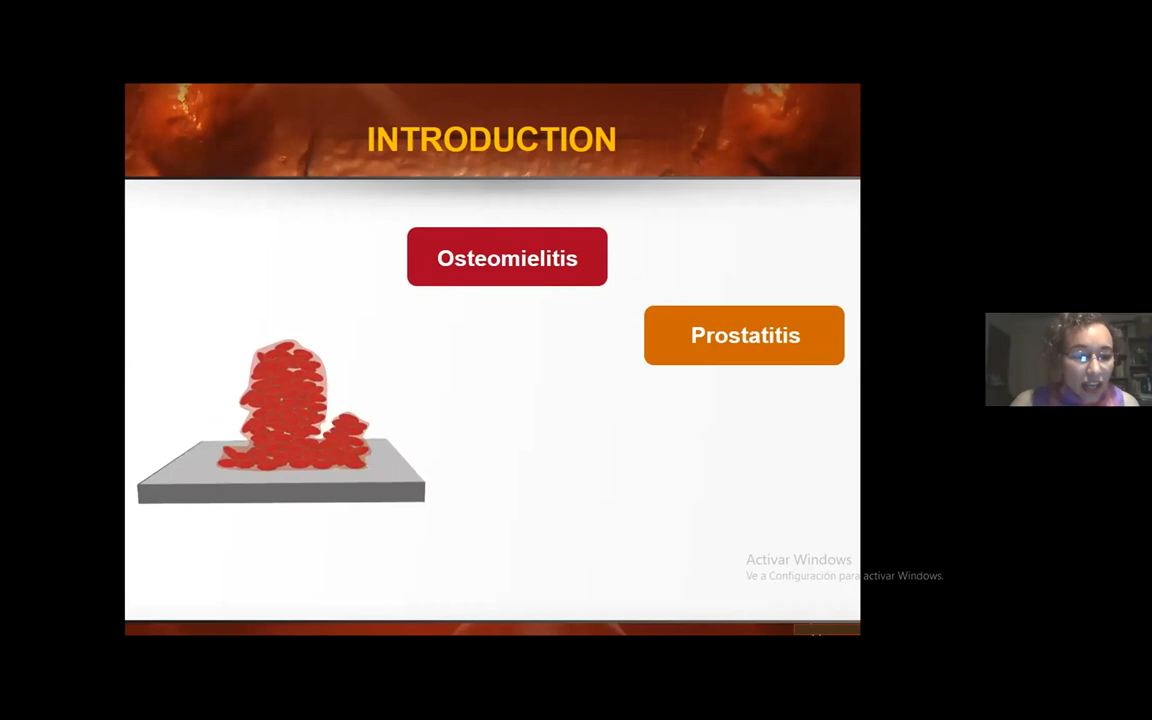 INTRODUCTION
Osteomielitis
Prostatitis
Activar Windows
Ve a Configuración para activar Windows.